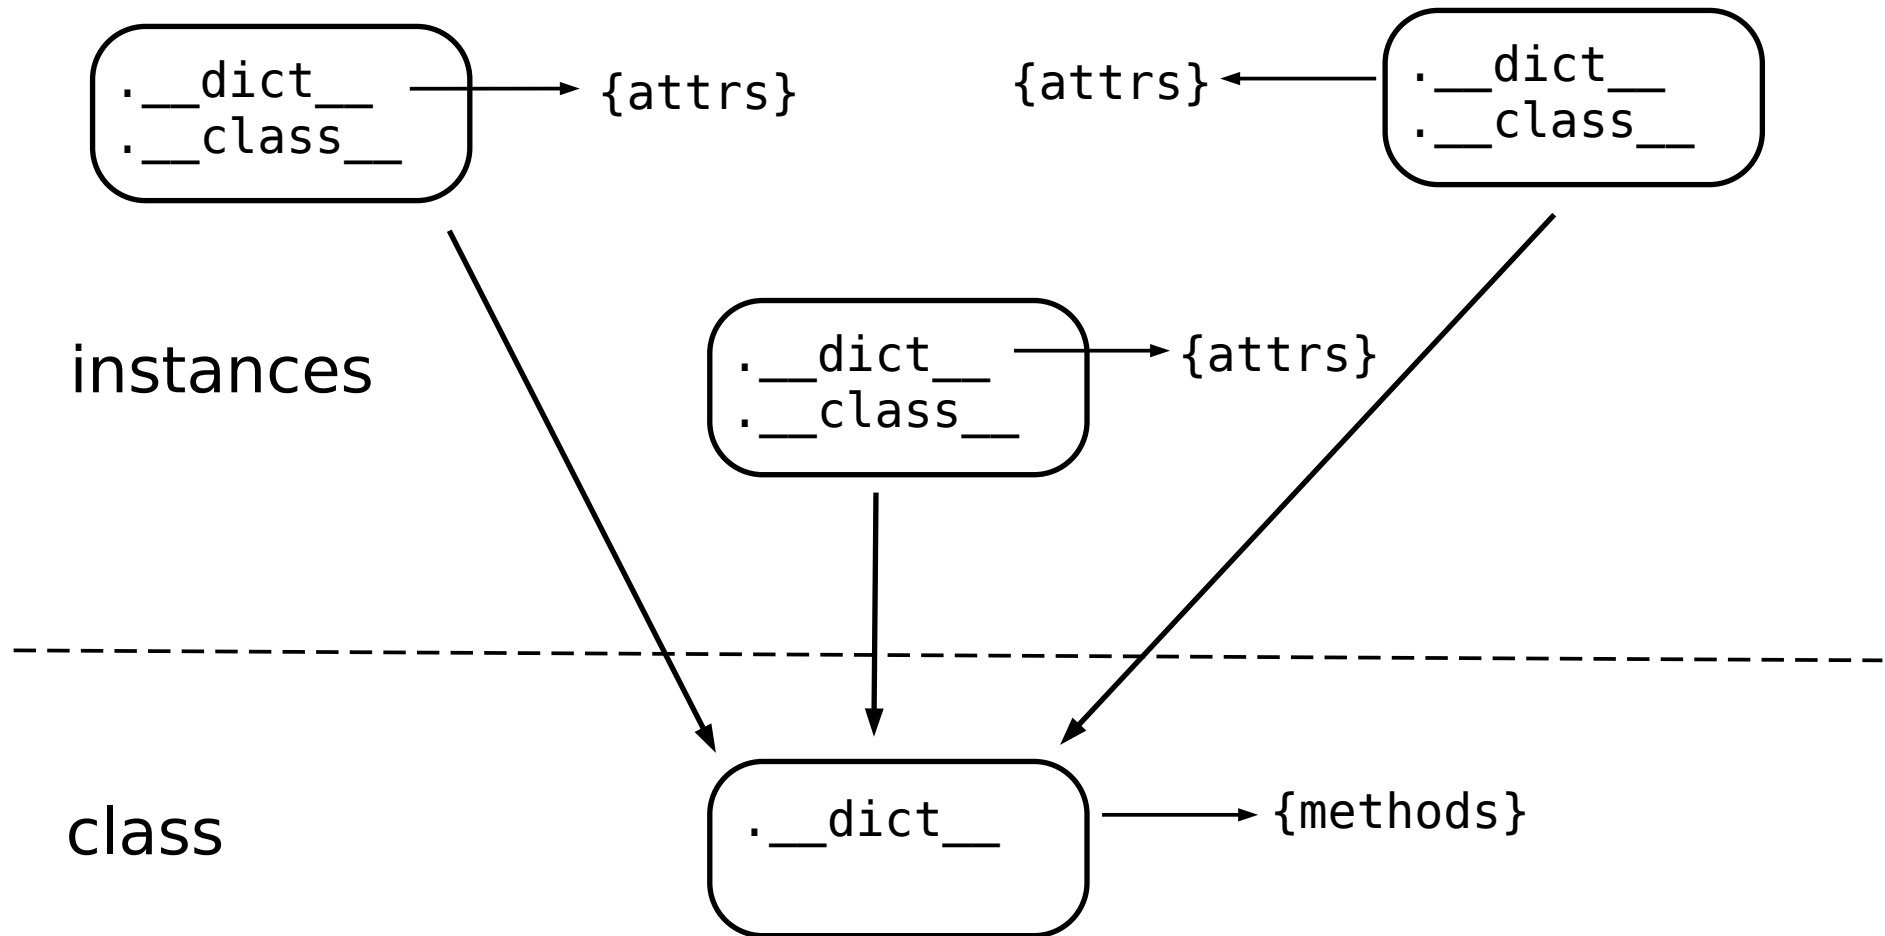 .__dict__
.__class__
{attrs}
{attrs}
.__dict__
.__class__
instances
.__dict__
.__class__
{attrs}
class
.__dict__
{methods}